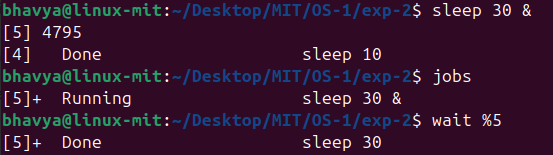 bhavya@linux-mit:~/Desktop/MIT/OS-1/exp-2$ sleep 30 &
[5] 4795
[4]   Done                    sleep 10
bhavya@linux-mit:~/Desktop/MIT/OS-1/exp-2$ jobs
[5]+  Running                 sleep 30 &
bhavya@linux-mit:~/Desktop/MIT/OS-1/exp-2$ wait %5
[5]+  Done                    sleep 30